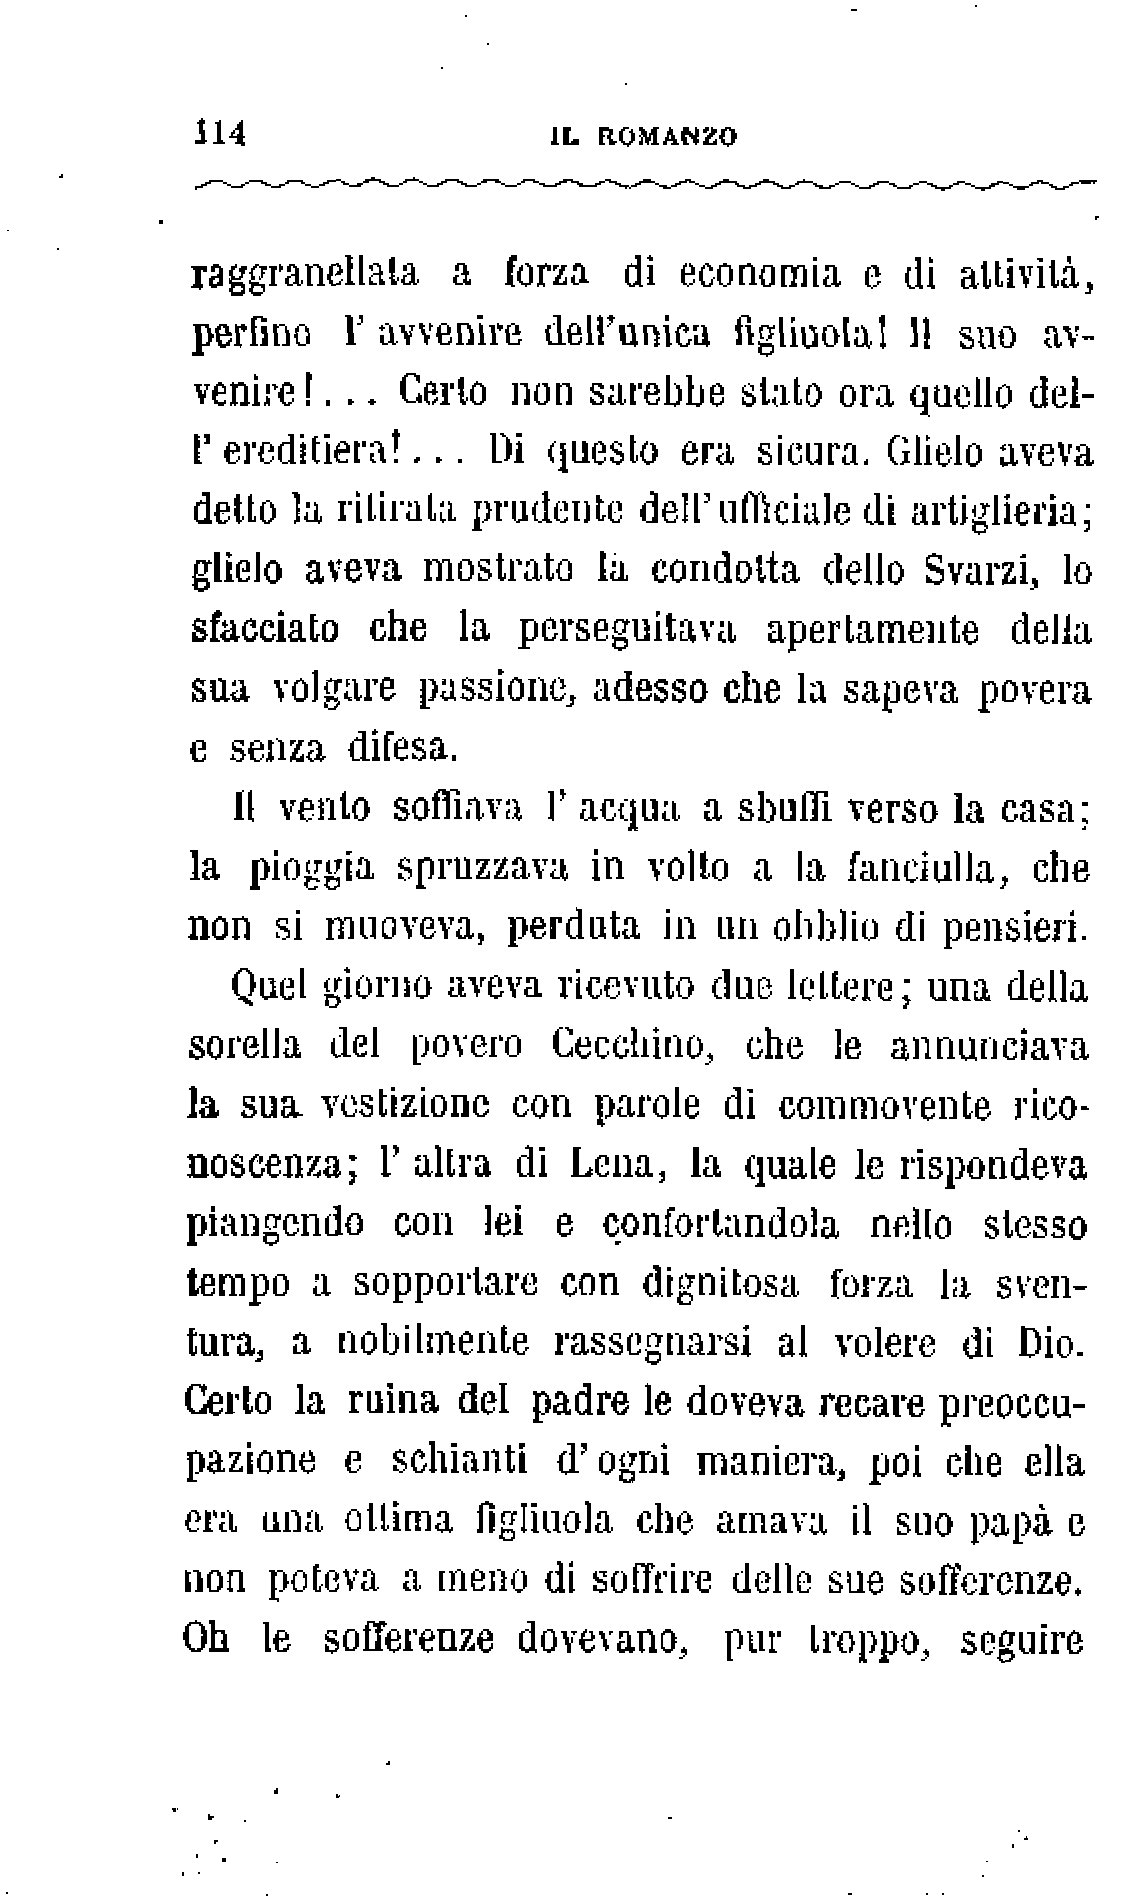 114 IL ROMANZO
raggranellata a forza di economia e di attività,
perfino l' avvenire dell'unica figliuola! Il suo av-
venire!... Certo non sarebbe stato ora quello del-
l' ereditiera!... Di questo era sicura. Glielo aveva
detto la ritirata prudente dell' ufficiale di artiglieria;
glielo aveva mostrato la condotta dello Svarzi, lo
sfacciato che la perseguitava apertamente della
sua volgare passione, adesso che la sapeva povera
e senza difesa.
Il vento soffiava l' acqua a sbuffi verso la casa;
la pioggia spruzzava in volto a la fanciulla, che
non si muoveva, perduta in un obblio di pensieri.
Quel giorno aveva ricevuto due lettere; una della
sorella del povero Cecchino, che le annunciava
la sua vestizione con parole di commovente rico-
noscenza; l' altra di Lena, la quale le rispondeva
piangendo con lei e confortandola nello stesso
tempo a sopportare con dignitosa forza la sven-
tura, a nobilmente rassegnarsi al volere di Dio.
Certo la ruina del padre le doveva recare preoccu-
pazione e schianti d' ogni maniera, poi che ella
era una ottima figliuola che amava il suo papà e
non poteva a meno di soffrire delle sue sofferenze.
Oh le sofferenze dovevano, pur troppo, seguire